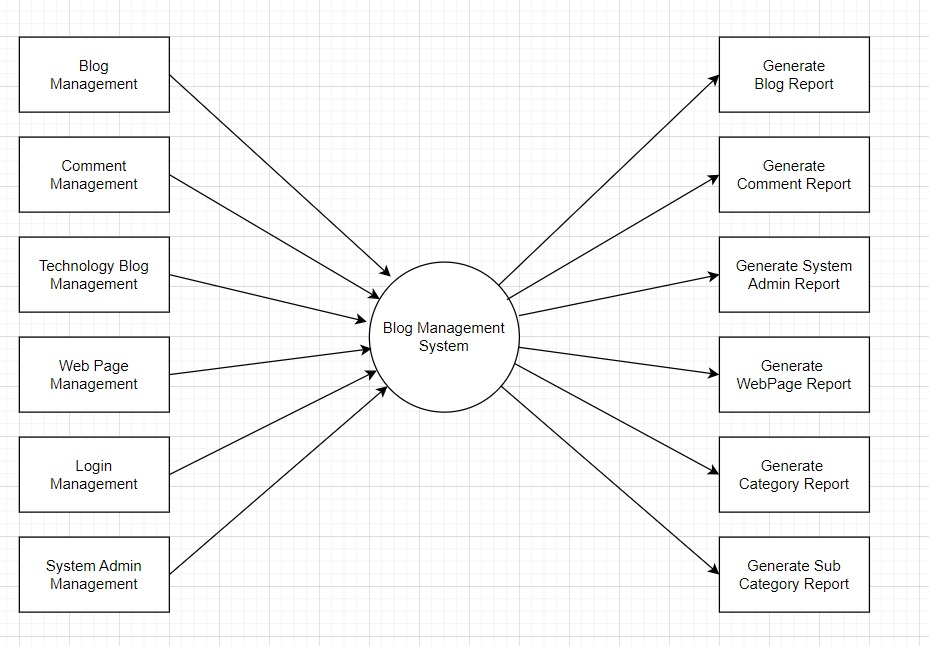 Blog
Management
Comment
Management
Technology Blog
Management
Web Page
Management
Login
Management
System Admin
Management
Blog Management
System
Generate
Blog Report
Generate
Comment Report
Generate System
Admin Report
Generate
WebPage Report
Generate
Category Report
Generate Sub
Category Report